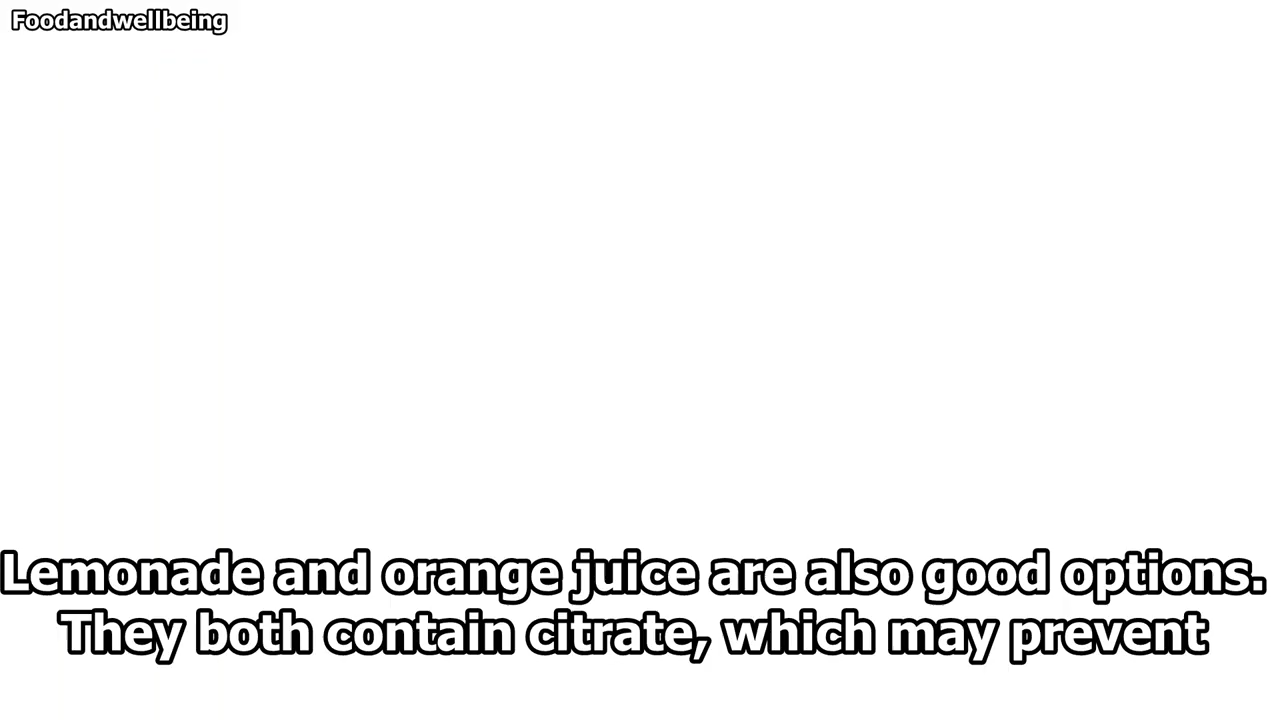 Foodandwellbeing
Lemonade and orange juice are also good options.
They both contain citrate, which may prevent